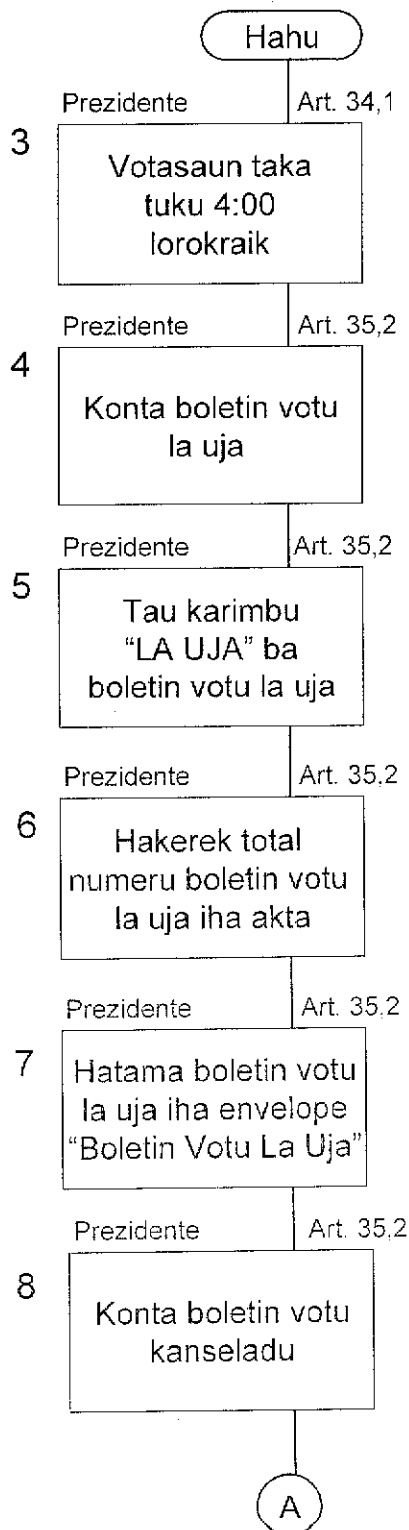 Hahu
Prezidente Art. 34,1
3
Votasaun taka
tuku 4:00
lorokraik
Prezidente Art. 35,2
4
Konta boletin votu
la uja
Prezidente Art. 35,2
5
Tau karimbu
“LA UJA” ba
boletin votu la uja
Prezidente Art. 35,2
6
Hakerek total
numeru boletin votu
la uja iha akta
Prezidente Art. 35,2
7
Hatama boletin votu
la uja iha envelope
“Boletin Votu La Uja”
Prezidente Art. 35,2
8
Konta boletin votu
kanseladu
A